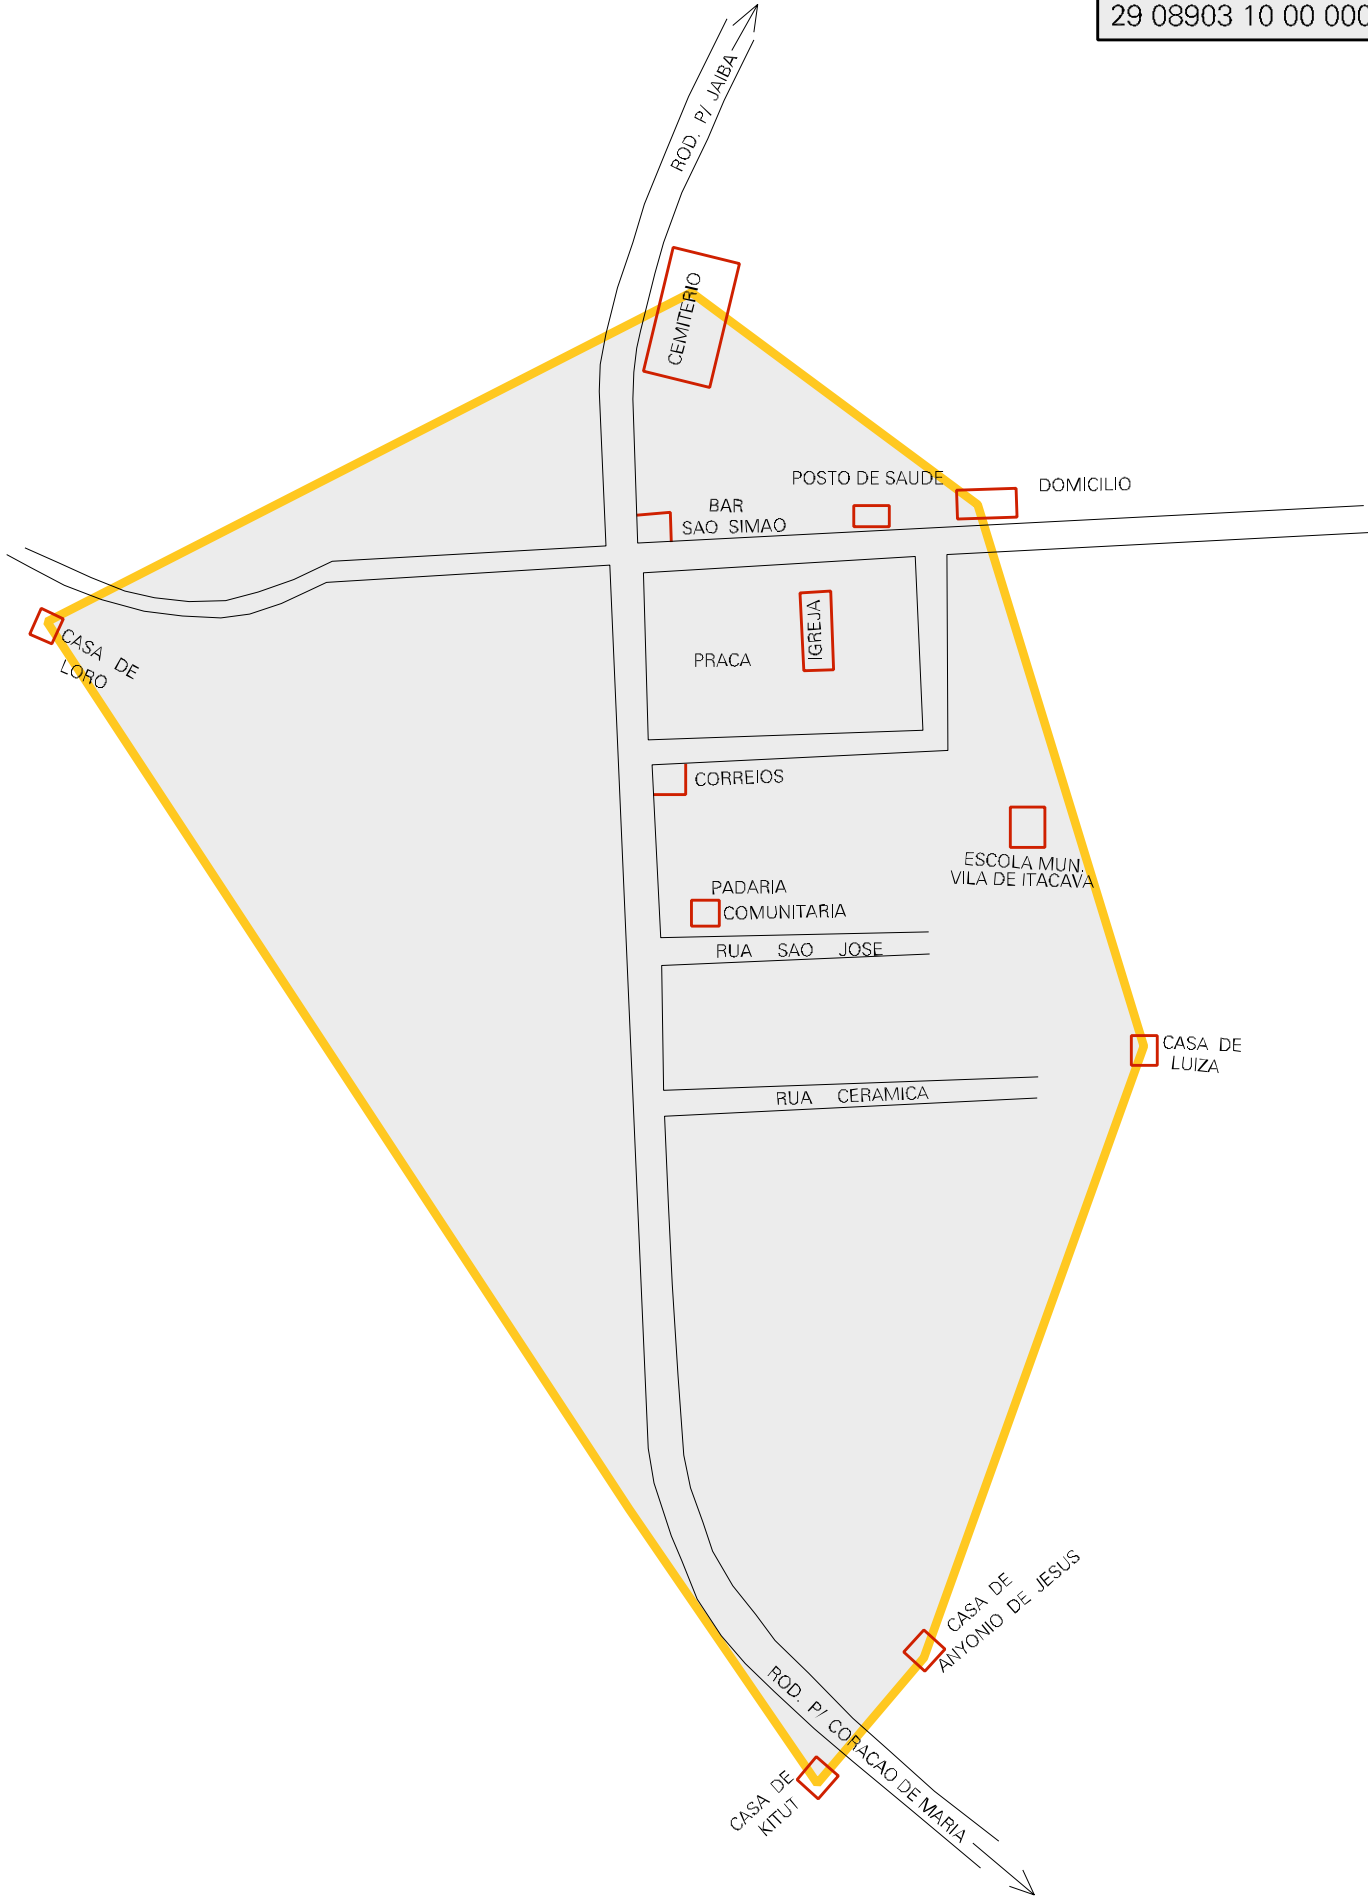 29 08903 10 00 000
ROD. P/ JAIBA
CEMITERIO
POSTO DE SAUDE
DOMICILIO
BAR
SAO SIMAO
IGREJA
PRACA
CASA DE
LORO
CORREIOS
ESCOLA MUN.
VILA DE ITACAVA
PADARIA
COMUNITARIA
RUA SAO JOSE
CASA DE
LUIZA
RUA CERAMICA
CASA DE
ANYONIO DE JESUS
ROD. P/ CORACAO DE MARIA
CASA DE
KITUT